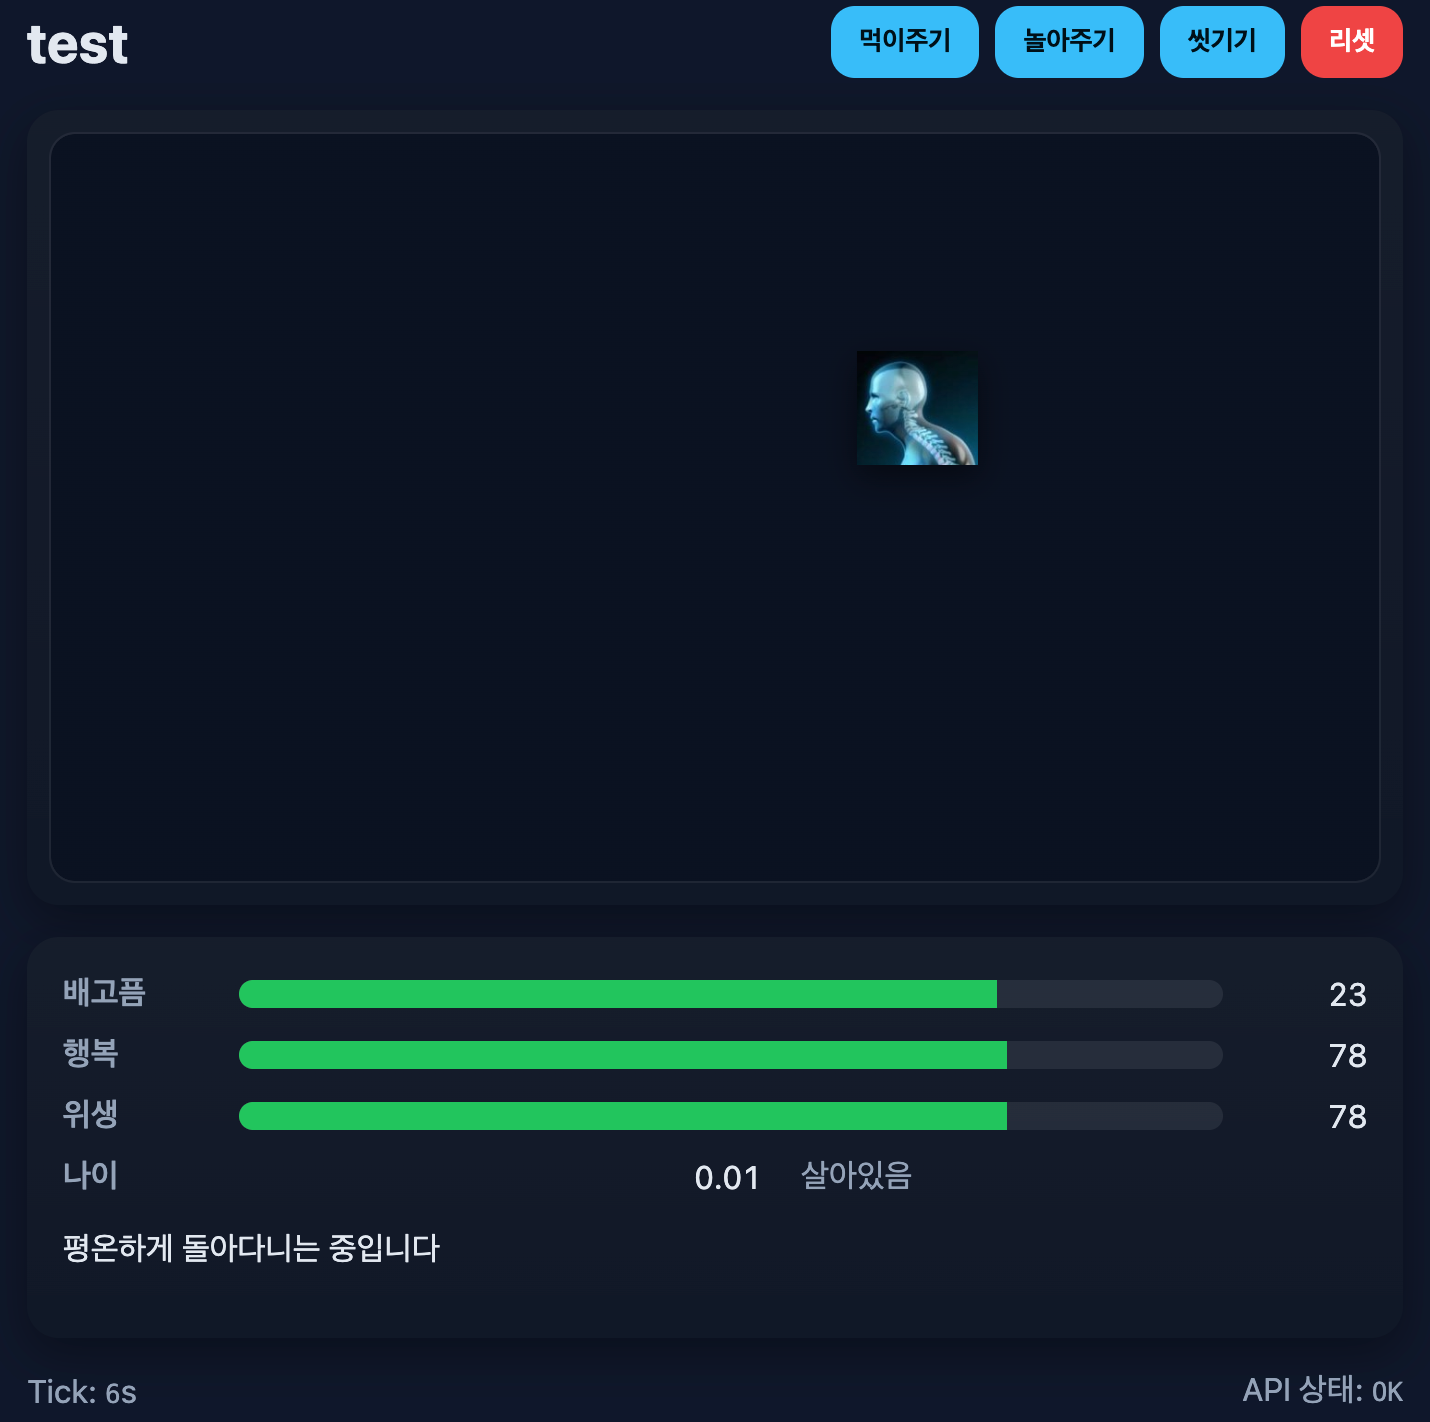 test
먹이주기 놀아주기 씻기기 리셋
배고픔 23
행복 78
위생 78
나이 0.01 살아있음
평온하게 돌아다니는 중입니다
Tick: 6s API 상태: OK